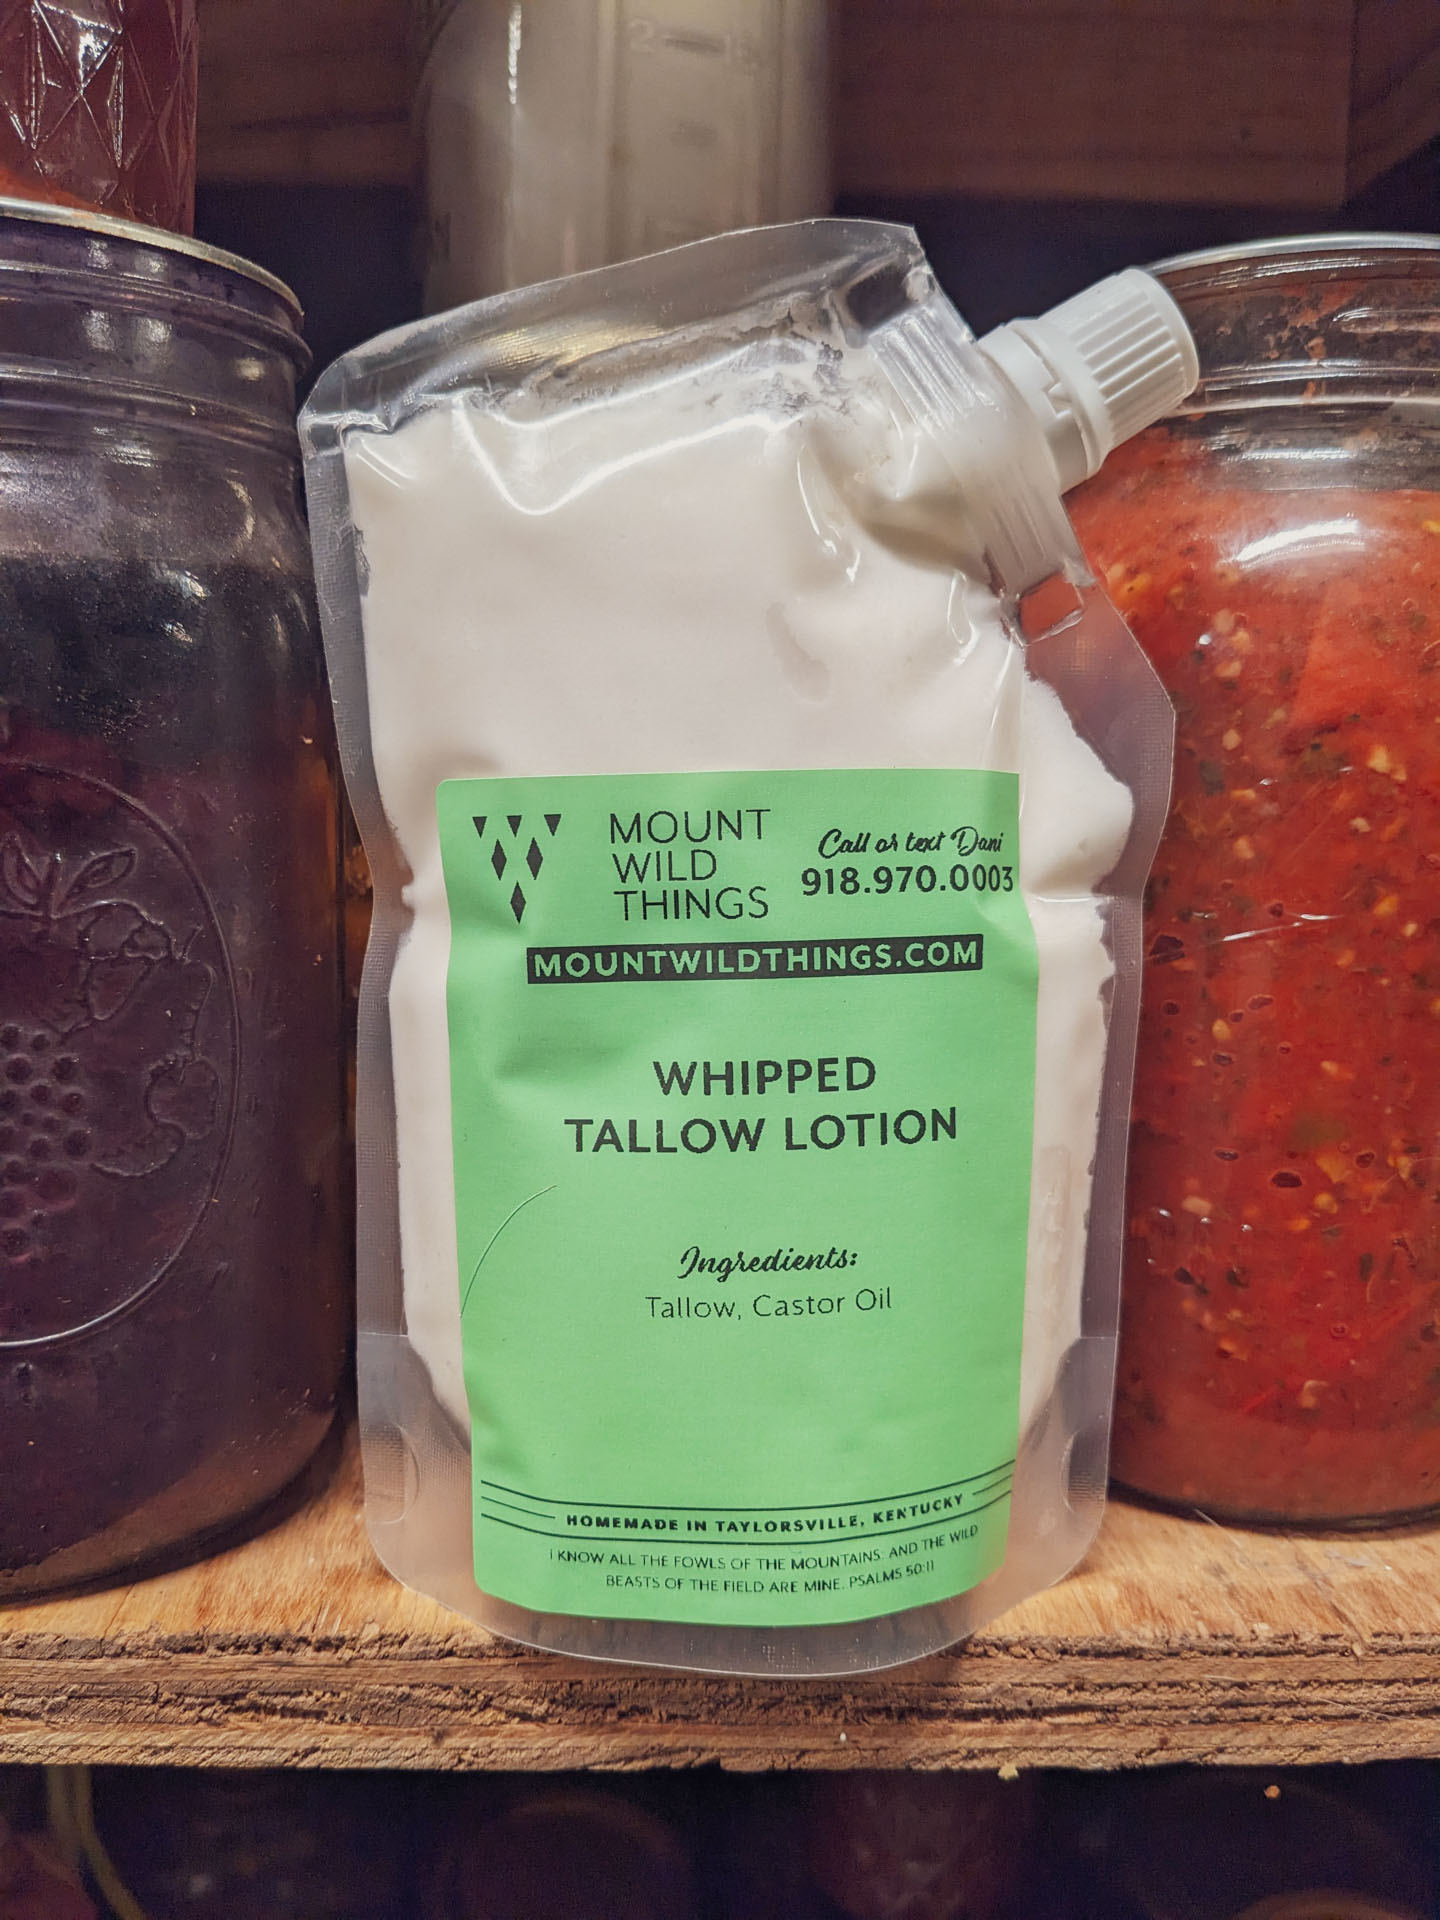 MOUNT
WILD
THINGS
Call or text Dani
918.970.0003
MOUNTWILDTHINGS.COM
WHIPPED
TALLOW LOTION
Ingredients:
Tallow, Castor Oil
HOMEMADE IN TAYLORSVILLE, KENTUCKY
I KNOW ALL THE FOWLS OF THE MOUNTAINS: AND THE WILD
BEASTS OF THE FIELD ARE MINE. PSALMS 50:11